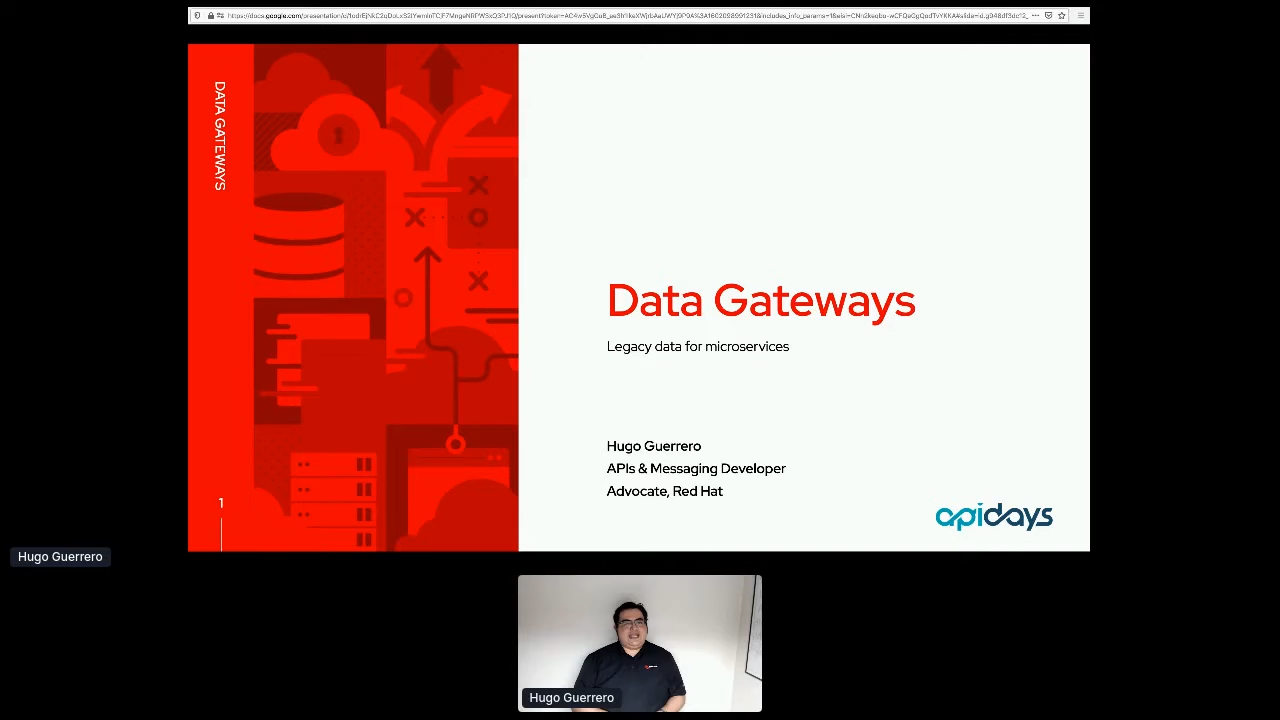 DATA GATEWAYS
Data Gateways
Legacy data for microservices
Hugo Guerrero
APIs & Messaging Developer
Advocate, Red Hat
1
apidays
Hugo Guerrero
Hugo Guerrero